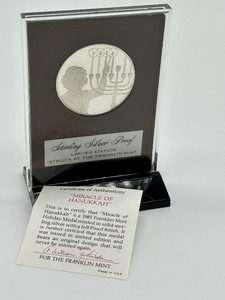 Sterling Silver Proof
LIMITED EDITION
STRUCK AT THE FRANKLIN MINT
Certificate of Authenticity
"MIRACLE OF
HANUKKAH"
This is to certify that "Miracle of
Hanukkah" is a 1985 Franklin Mint
Holiday Medal minted in solid ster-
ling silver with a full Proof finish. It
is further certified that this medal
was issued in limited edition and
bears an original design that will
never be minted again.
FOR THE FRANKLIN MINT